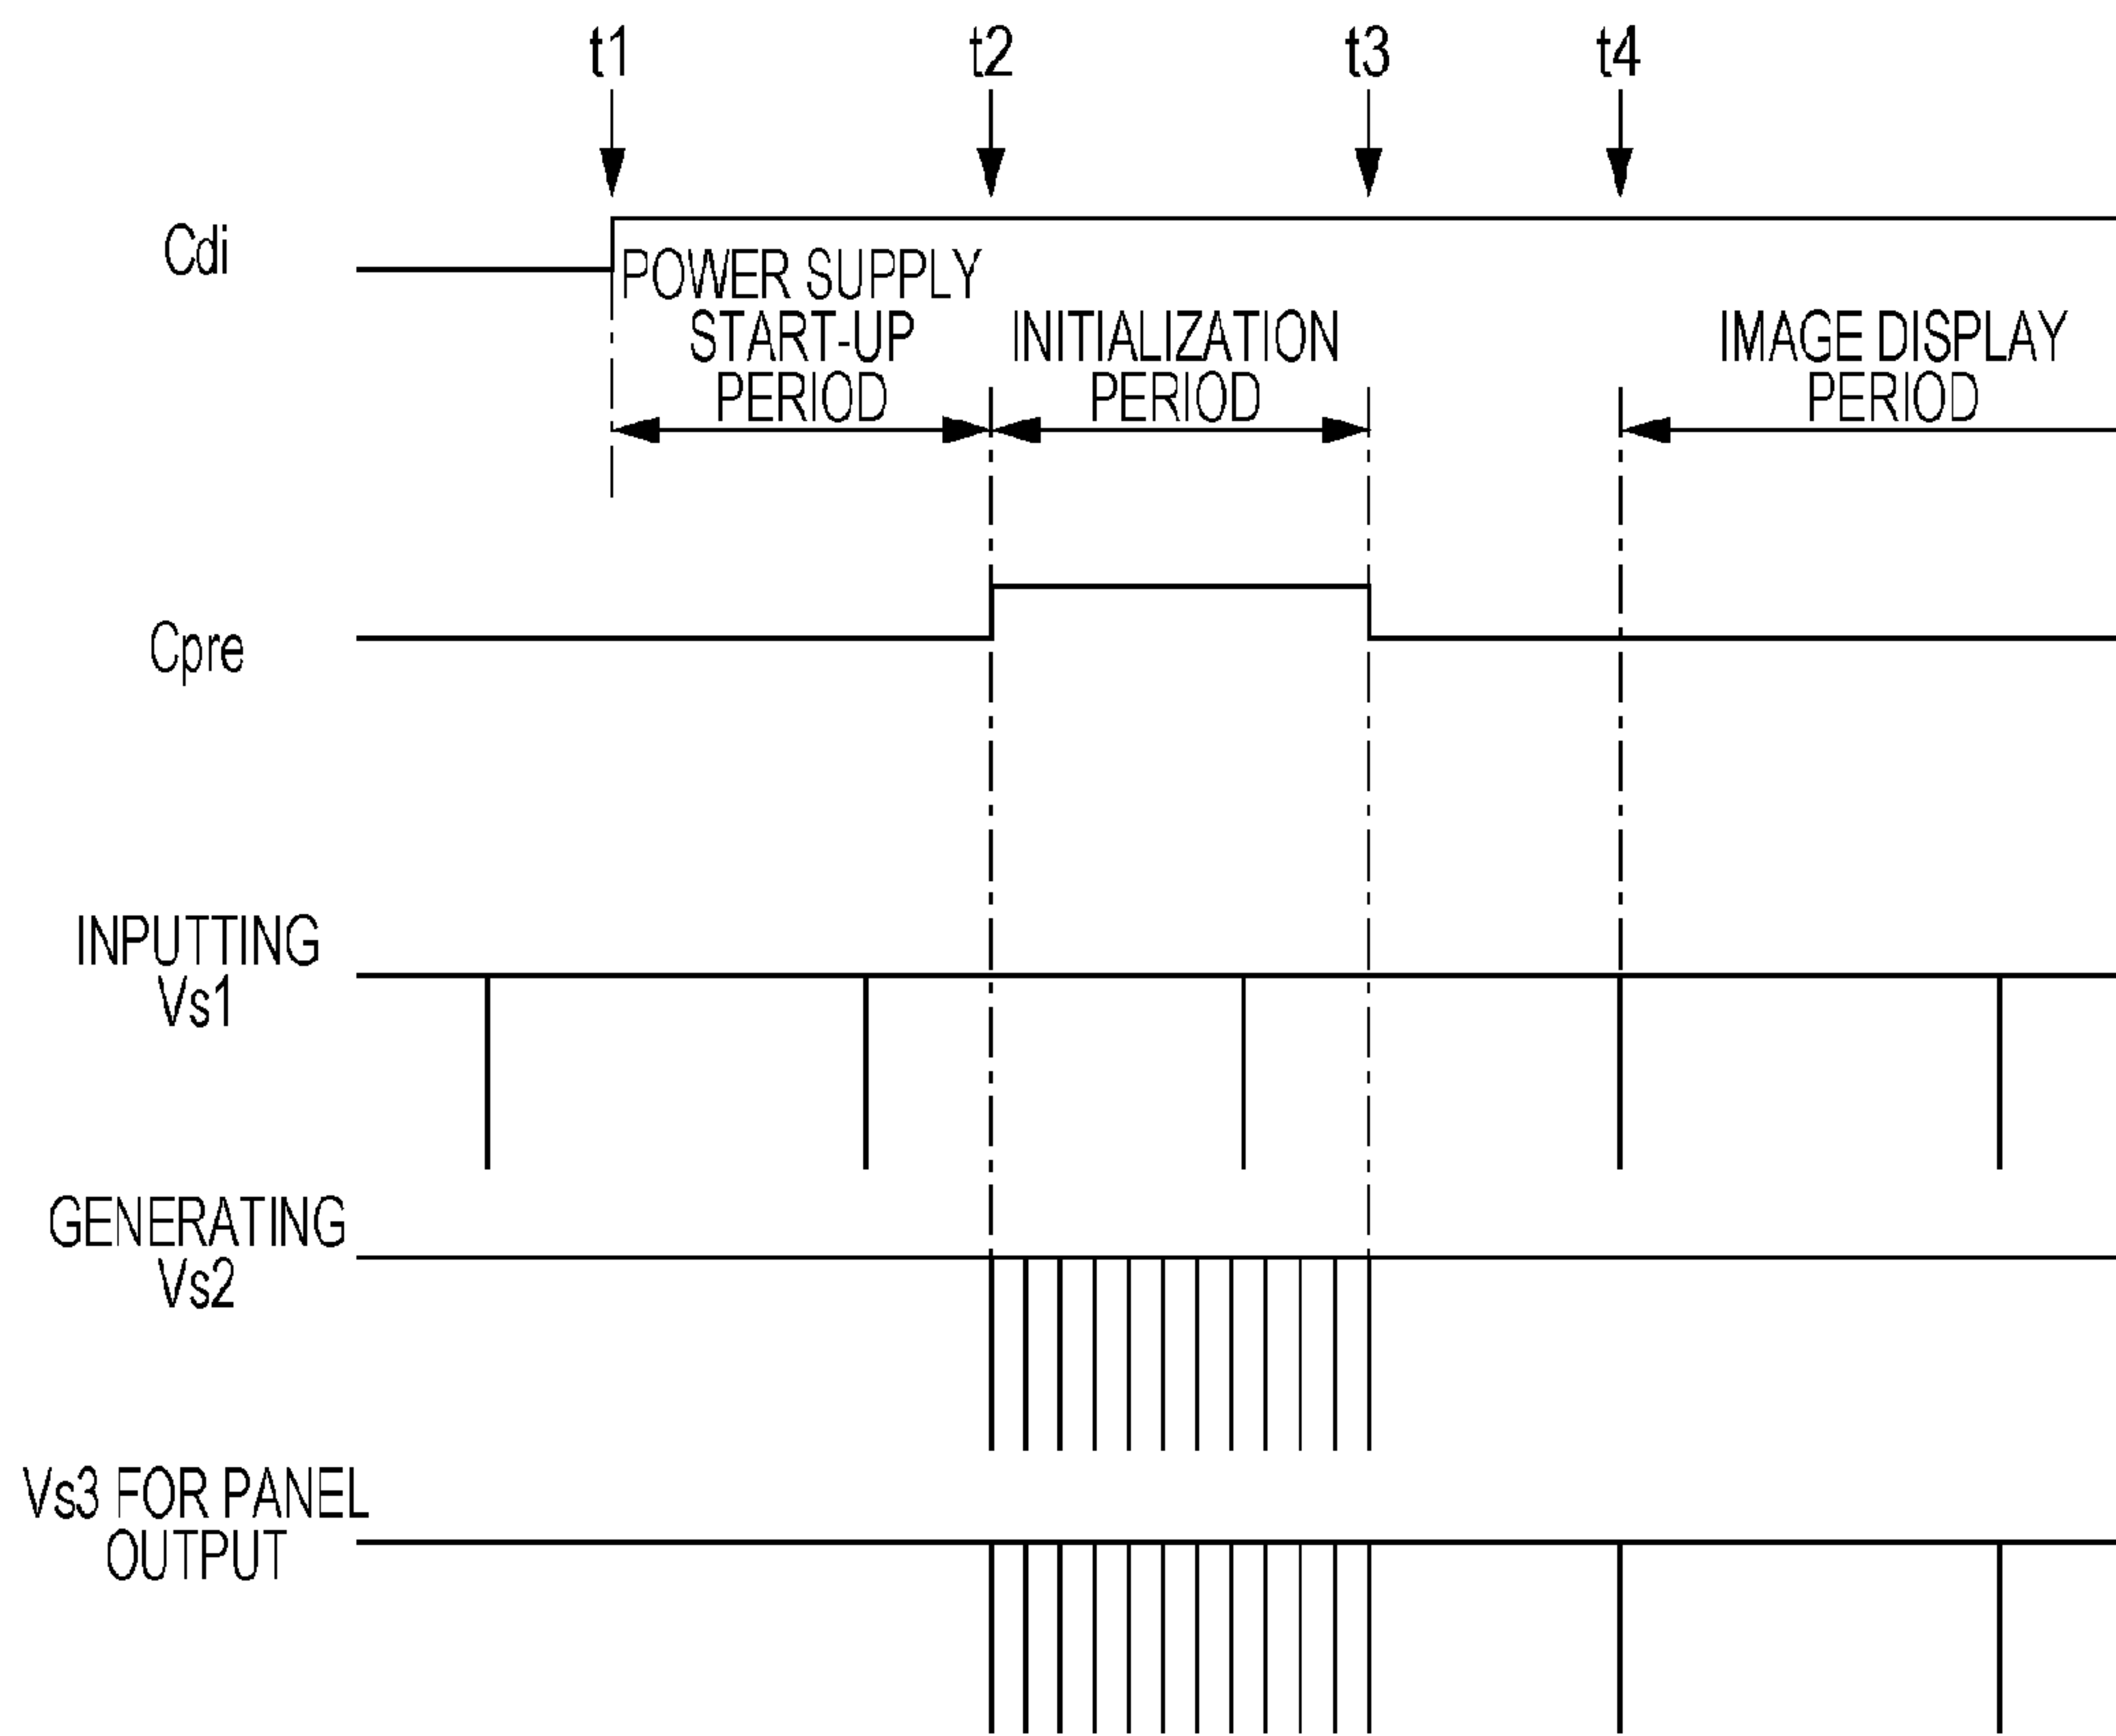 t1
t2
t3
t4
Cdi
POWER SUPPLY
START-UP
PERIOD
INITIALIZATION
PERIOD
IMAGE DISPLAY
PERIOD
Cpre
INPUTTING
Vs1
GENERATING
Vs2
Vs3 FOR PANEL
OUTPUT